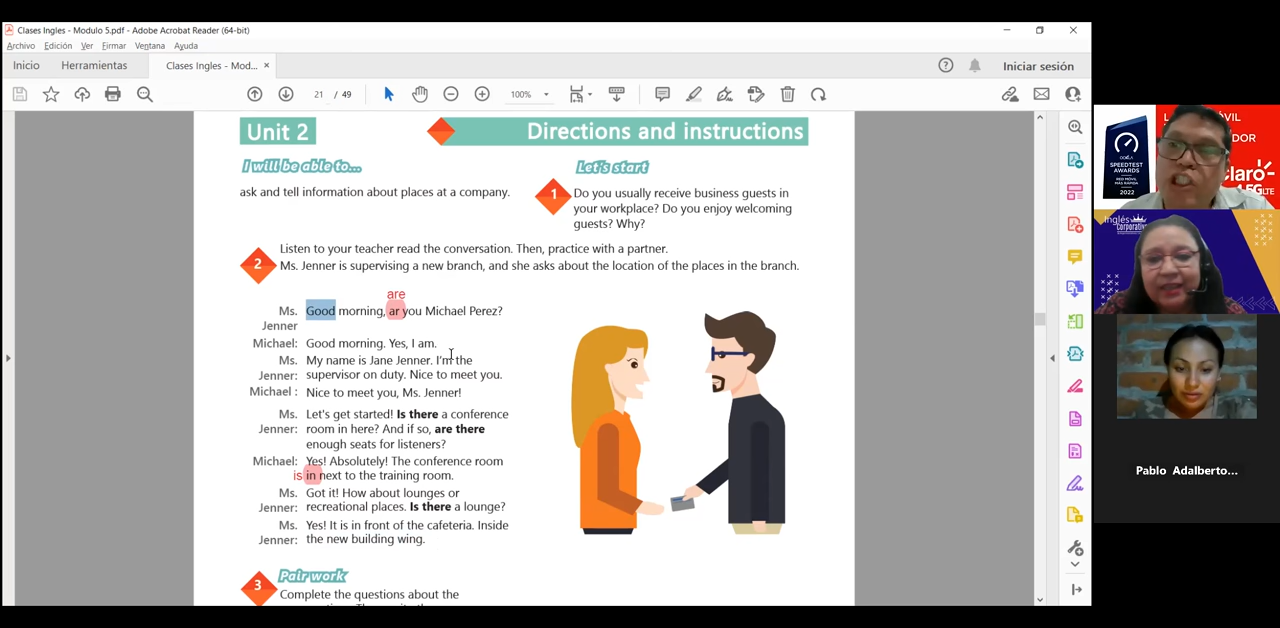 Clases Ingles - Modulo 5.pdf - Adobe Acrobat Reader (64-bit)
Archivo Edición Ver Firmar Ventana Ayuda
Inicio Herramientas Clases Ingles - Mod... × Iniciar sesión
21 / 49 100%
Unit 2 Directions and instructions
I will be able to...
ask and tell information about places at a company.
Let's start
1 Do you usually receive business guests in
your workplace? Do you enjoy welcoming
guests? Why?
2 Listen to your teacher read the conversation. Then, practice with a partner.
Ms. Jenner is supervising a new branch, and she asks about the location of the places in the branch.
are
Ms. Good morning, ar you Michael Perez?
Jenner
Michael: Good morning. Yes, I am.
Ms. My name is Jane Jenner. I'm the
Jenner: supervisor on duty. Nice to meet you.
Michael : Nice to meet you, Ms. Jenner!
Ms. Let's get started! Is there a conference
Jenner: room in here? And if so, are there
enough seats for listeners?
Michael: Yes! Absolutely! The conference room
is in next to the training room.
Ms. Got it! How about lounges or
Jenner: recreational places. Is there a lounge?
Ms. Yes! It is in front of the cafeteria. Inside
Jenner: the new building wing.
3 Pair work
Complete the questions about the
SPEEDTEST
AWARDS
2022
claro
4.5G LTE
Inglés
Corporativo
Pablo Adalberto...